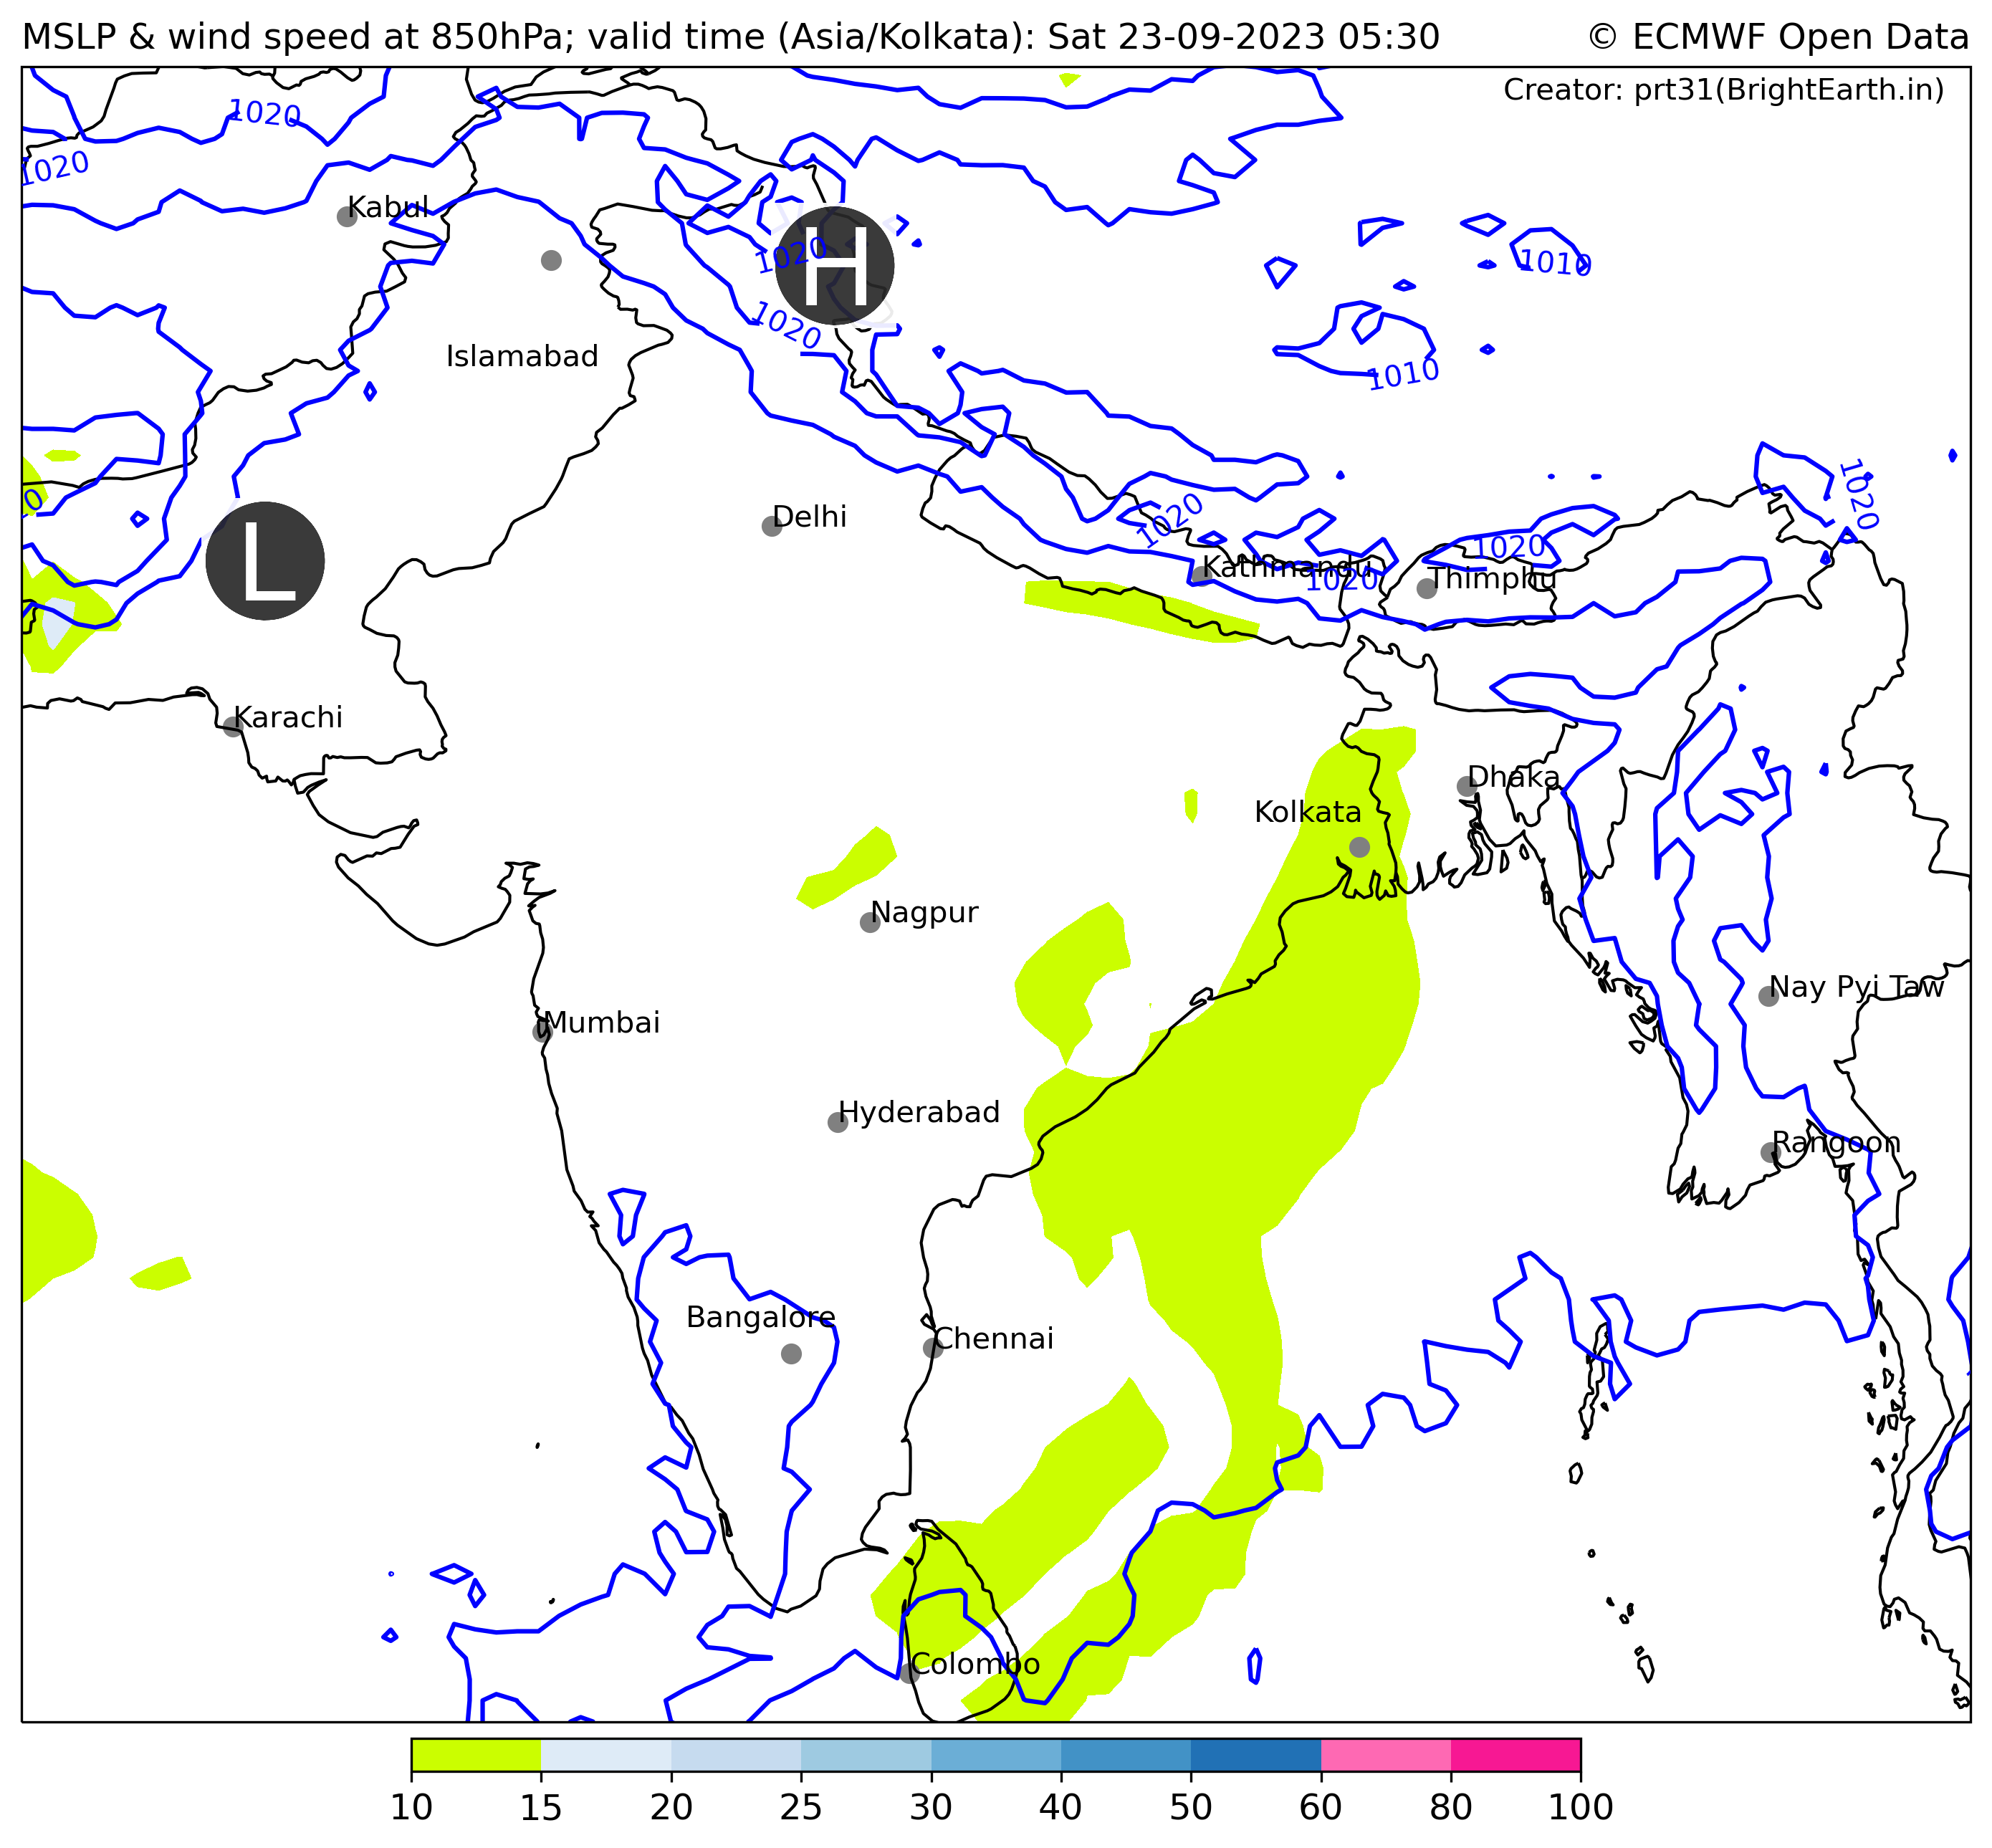 MSLP & wind speed at 850hPa; valid time (Asia/Kolkata): Sat 23-09-2023 05:30
© ECMWF Open Data
Creator: prt31(BrightEarth.in)
1020
1020
Kabul
1020
H
1010
1020
1010
Islamabad
1020
0
L
Delhi
1020
1020
Kathmandu
1020
Thimphu
Karachi
Dhaka
Kolkata
Nagpur
Nay Pyi Taw
Mumbai
Hyderabad
Rangoon
Bangalore
Chennai
Colombo
10 15 20 25 30 40 50 60 80 100